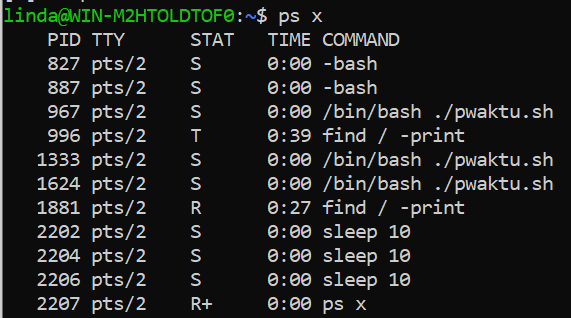 linda@WIN-M2HTOLDTOF0:~$ ps x
PID TTY STAT TIME COMMAND
827 pts/2 S 0:00 -bash
887 pts/2 S 0:00 -bash
967 pts/2 S 0:00 /bin/bash ./pwaktu.sh
996 pts/2 T 0:39 find / -print
1333 pts/2 S 0:00 /bin/bash ./pwaktu.sh
1624 pts/2 S 0:00 /bin/bash ./pwaktu.sh
1881 pts/2 R 0:27 find / -print
2202 pts/2 S 0:00 sleep 10
2204 pts/2 S 0:00 sleep 10
2206 pts/2 S 0:00 sleep 10
2207 pts/2 R+ 0:00 ps x